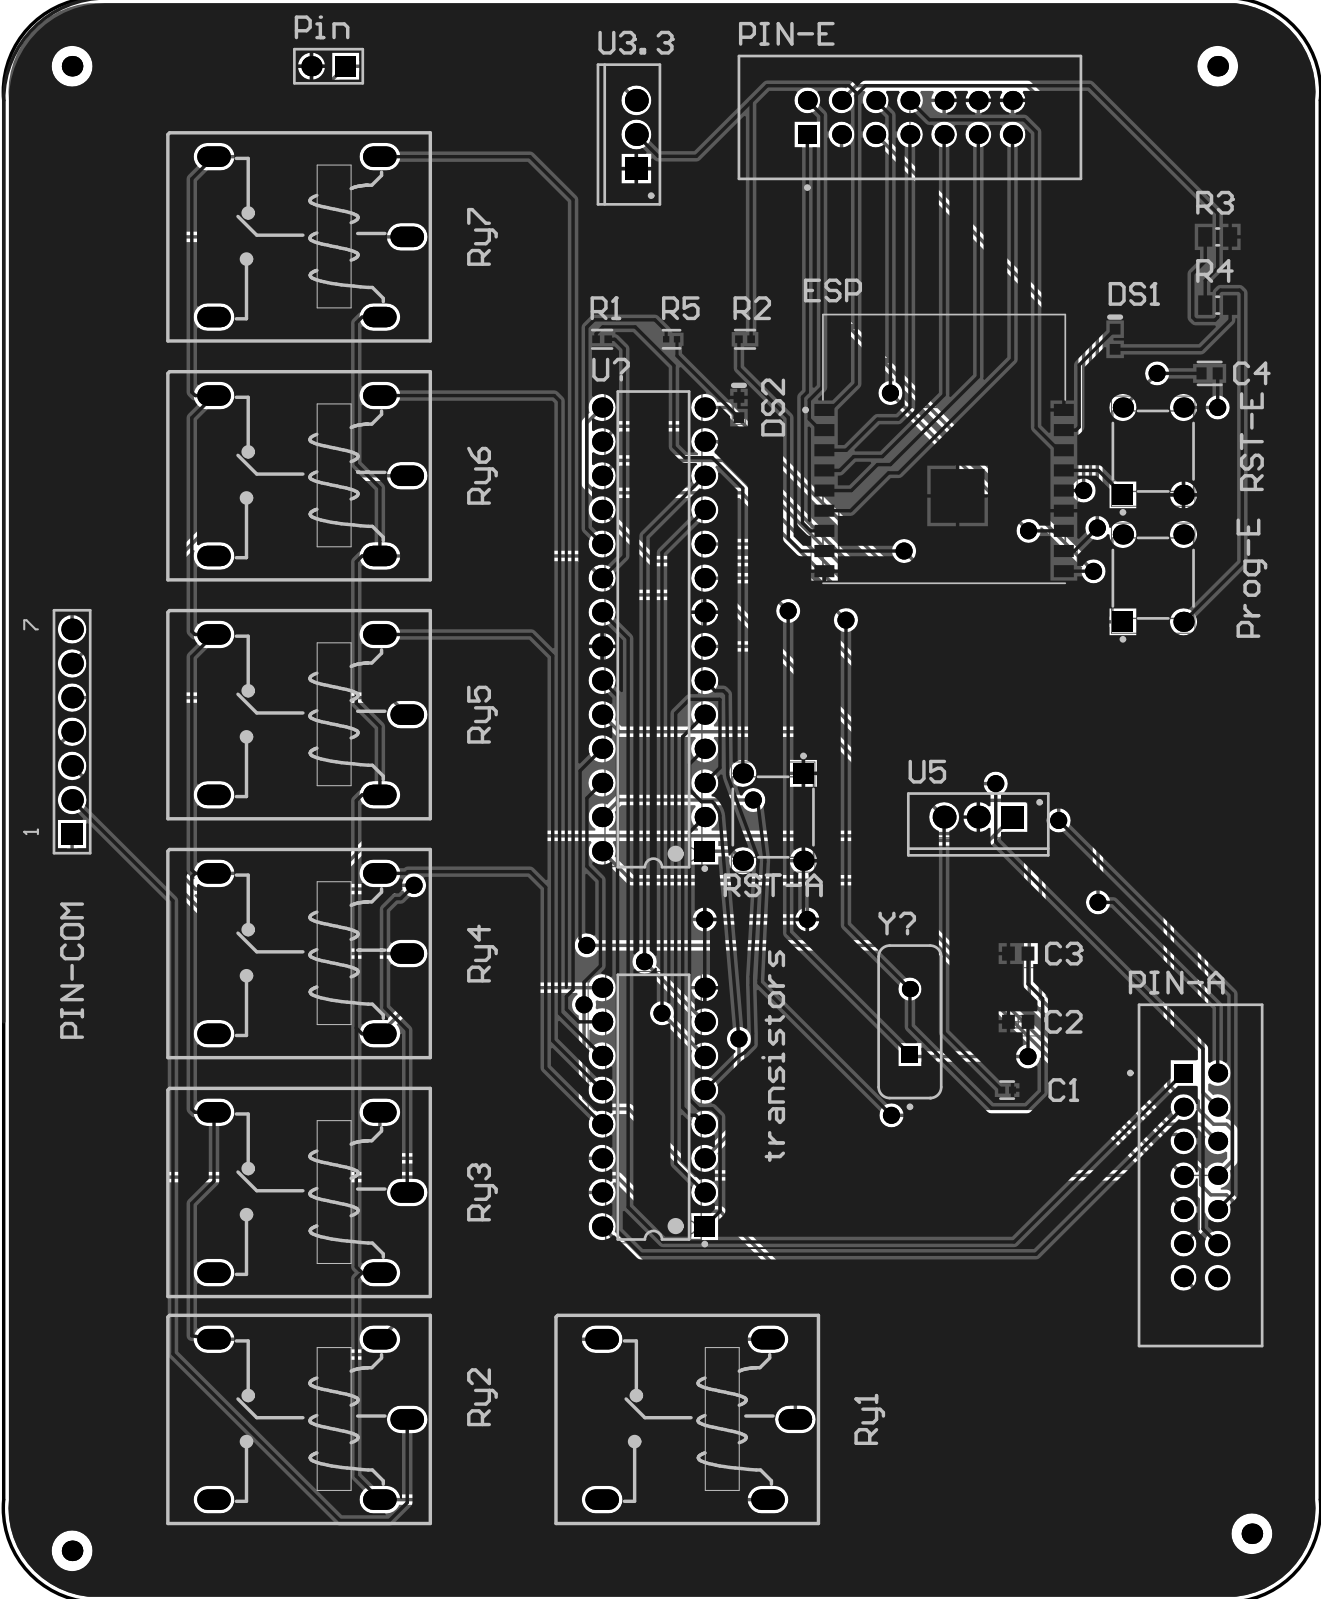 Pin
U3.3
PIN-E
R3
R4
ESP
DS1
R1
R5
R2
U?
C4
DS2
RST-E
Prog-E
Ry7
Ry6
Ry5
Ry4
Ry3
Ry2
Ry1
7
1
PIN-COM
U5
RST-A
Y?
C3
C2
C1
PIN-A
transistors